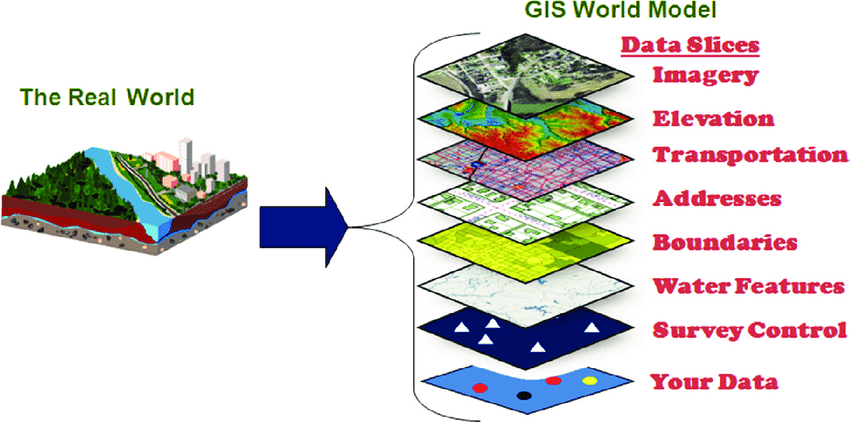 GIS World Model
The Real World
Data Slices
Imagery
Elevation
Transportation
Addresses
Boundaries
Water Features
Survey Control
Your Data